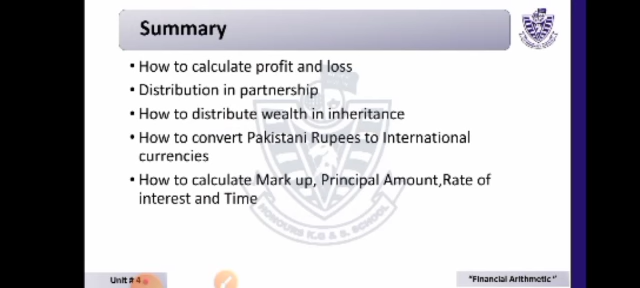 Summary
• How to calculate profit and loss
• Distribution in partnership
• How to distribute wealth in inheritance
• How to convert Pakistani Rupees to International
currencies
• How to calculate Mark up, Principal Amount,Rate of
interest and Time
HONOURS K.G & S. SCHOOL
Unit # 4
"Financial Arithmetic "